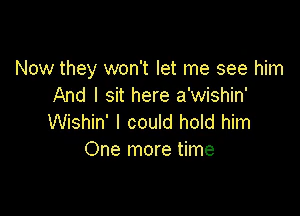 Now they won't let me see him
And I sit here a'wishin'
Wishin' I could hold him
One more time